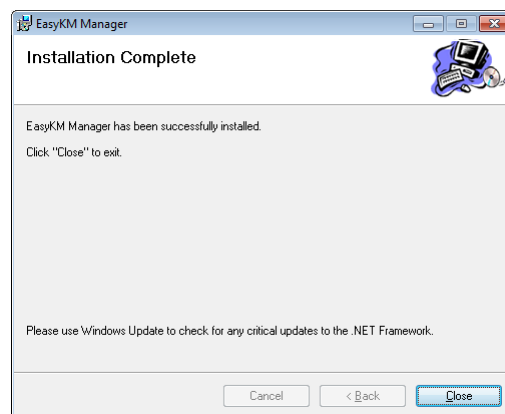 EasyKM Manager
Installation Complete
EasyKM Manager has been successfully installed.
Click "Close" to exit.
Please use Windows Update to check for any critical updates to the .NET Framework.
Cancel
< Back
Close